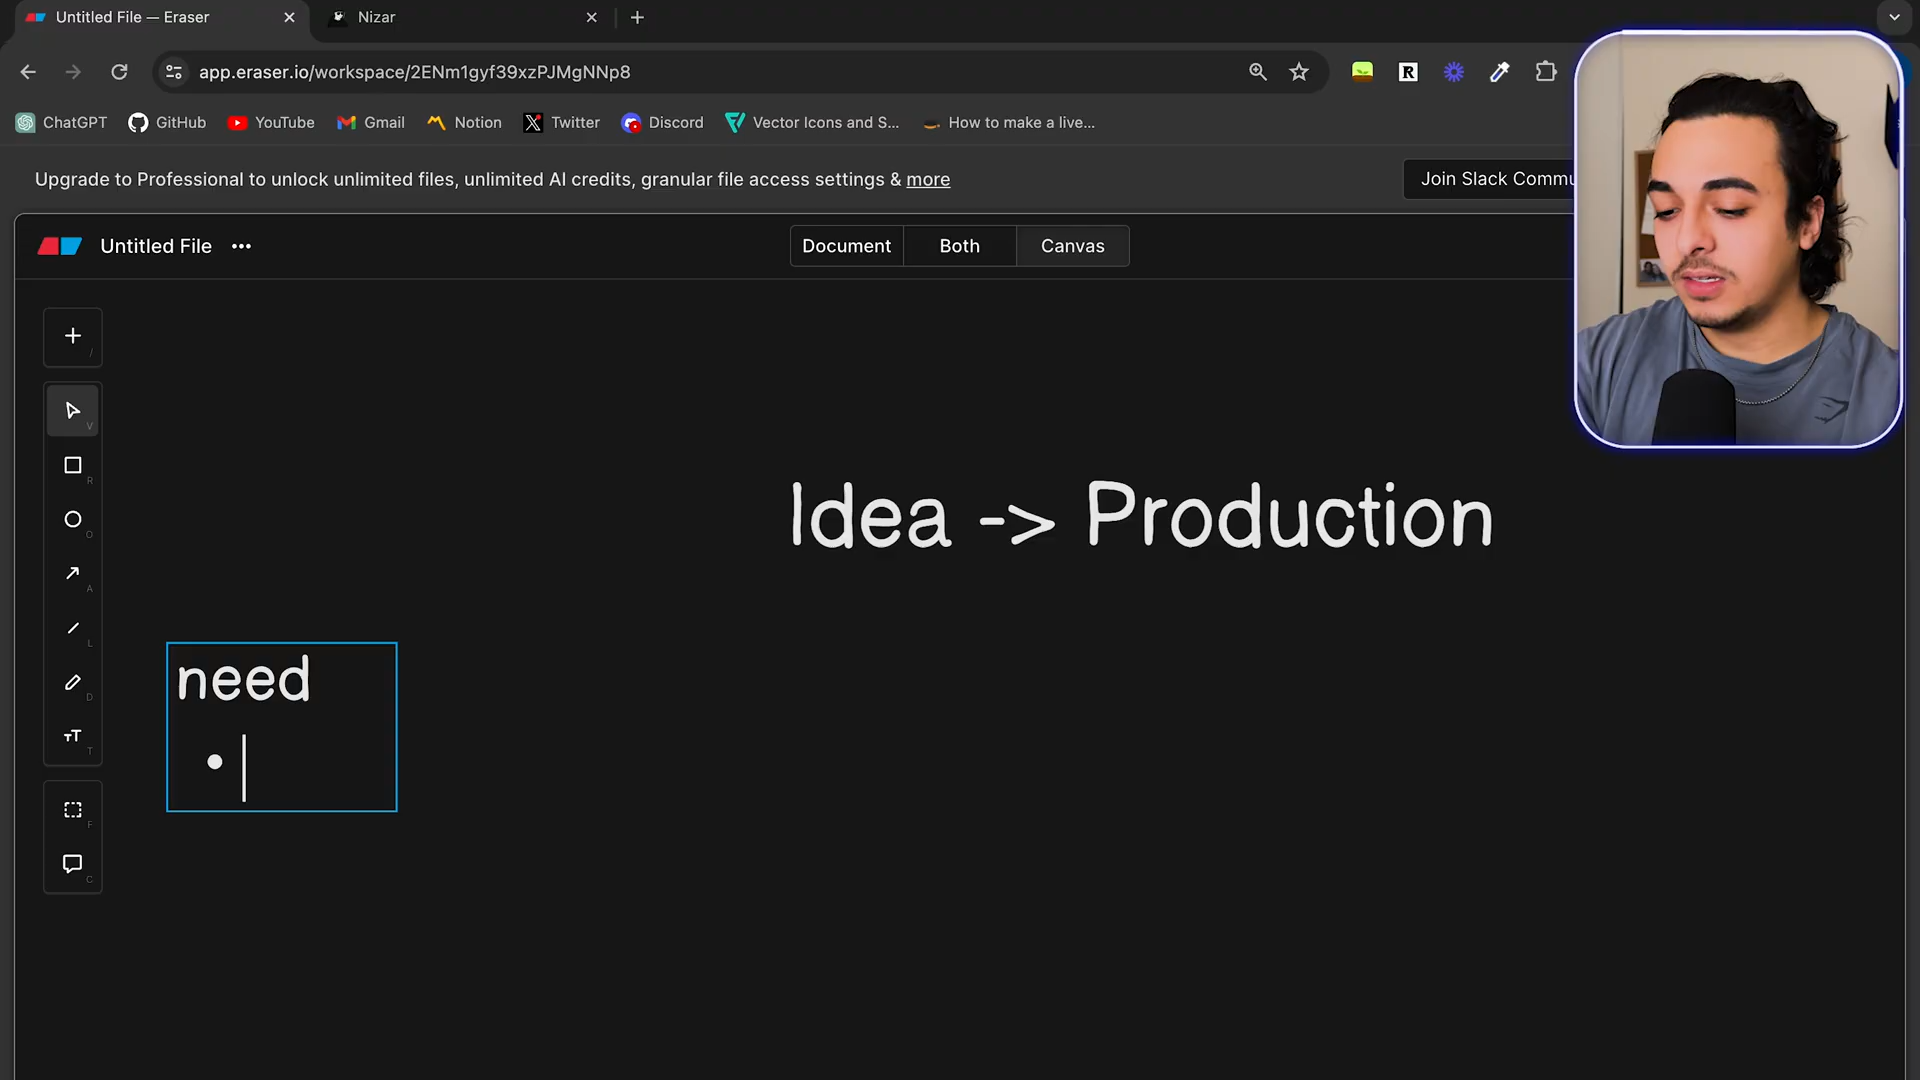 Untitled File — Eraser
Nizar
app.eraser.io/workspace/2ENm1gyf39xzPJMgNNp8
ChatGPT
GitHub
YouTube
Gmail
Notion
Twitter
Discord
Vector Icons and S...
How to make a live...
Upgrade to Professional to unlock unlimited files, unlimited AI credits, granular file access settings & more
Join Slack Commu
Untitled File
Document
Both
Canvas
/
V
R
O
A
L
D
T
F
C
Idea -> Production
need
•